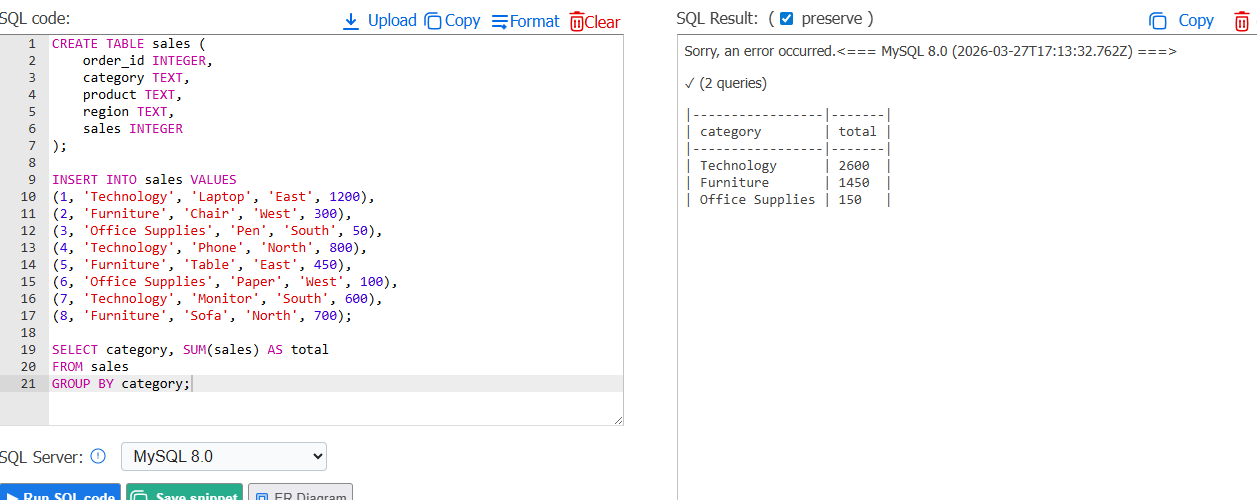 SQL code:
Upload Copy Format Clear
1 CREATE TABLE sales (
2     order_id INTEGER,
3     category TEXT,
4     product TEXT,
5     region TEXT,
6     sales INTEGER
7 );
8
9 INSERT INTO sales VALUES
10 (1, 'Technology', 'Laptop', 'East', 1200),
11 (2, 'Furniture', 'Chair', 'West', 300),
12 (3, 'Office Supplies', 'Pen', 'South', 50),
13 (4, 'Technology', 'Phone', 'North', 800),
14 (5, 'Furniture', 'Table', 'East', 450),
15 (6, 'Office Supplies', 'Paper', 'West', 100),
16 (7, 'Technology', 'Monitor', 'South', 600),
17 (8, 'Furniture', 'Sofa', 'North', 700);
18
19 SELECT category, SUM(sales) AS total
20 FROM sales
21 GROUP BY category;
SQL Server: MySQL 8.0
Run SQL code Save snippet ER Diagram
SQL Result: ( preserve ) Copy
Sorry, an error occurred.<=== MySQL 8.0 (2026-03-27T17:13:32.762Z) ===>
✓ (2 queries)
|-----------------|-------|
| category        | total |
|-----------------|-------|
| Technology      | 2600  |
| Furniture       | 1450  |
| Office Supplies | 150   |